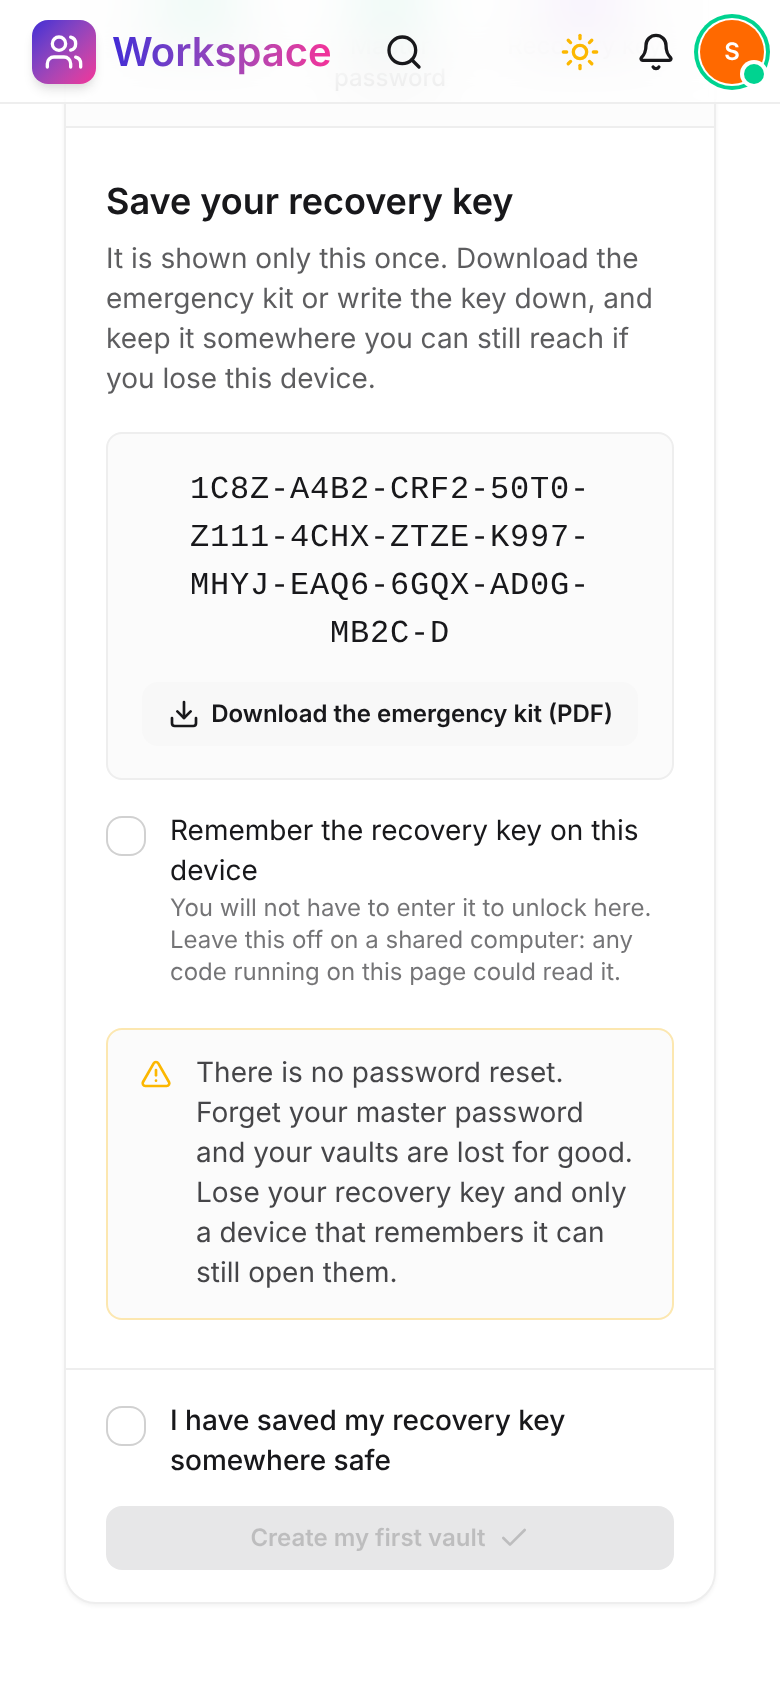 Workspace
S
password
Save your recovery key
It is shown only this once. Download the
emergency kit or write the key down, and
keep it somewhere you can still reach if
you lose this device.
1C8Z-A4B2-CRF2-50T0-
Z111-4CHX-ZTZE-K997-
MHYJ-EAQ6-6GQX-AD0G-
MB2C-D
Download the emergency kit (PDF)
Remember the recovery key on this
device
You will not have to enter it to unlock here.
Leave this off on a shared computer: any
code running on this page could read it.
There is no password reset.
Forget your master password
and your vaults are lost for good.
Lose your recovery key and only
a device that remembers it can
still open them.
I have saved my recovery key
somewhere safe
Create my first vault